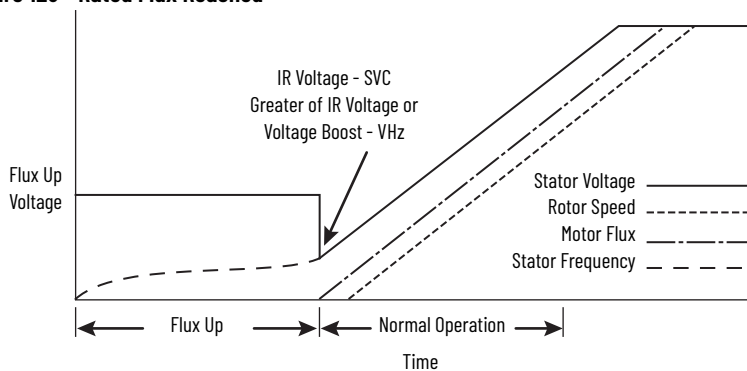 Rated Flux Reached
IR Voltage - SVC
Greater of IR Voltage or
Voltage Boost - VHz
Flux Up
Voltage
Stator Voltage
Rotor Speed
Motor Flux
Stator Frequency
Flux Up
Normal Operation
Time